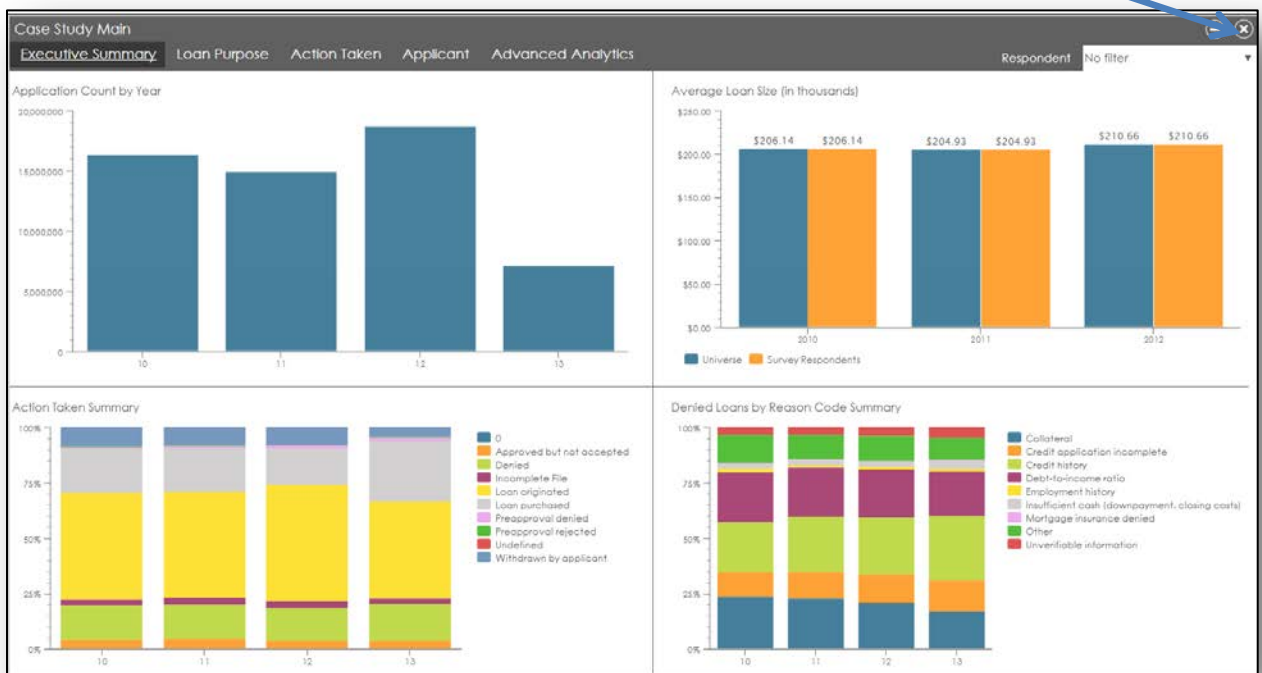 Case Study Main
Executive Summary Loan Purpose Action Taken Applicant Advanced Analytics
Respondent No filter
Application Count by Year
20,000,000
15,000,000
10,000,000
5,000,000
0
10 11 12 13
Average Loan Size (in thousands)
$250.00
$200.00
$150.00
$100.00
$50.00
$0.00
$206.14 $206.14 $204.93 $204.93 $210.66 $210.66
2010 2011 2012
Universe Survey Respondents
Action Taken Summary
100%
75%
50%
25%
0%
10 11 12 13
0
Approved but not accepted
Denied
Incomplete File
Loan originated
Loan purchased
Preapproval denied
Preapproval rejected
Undefined
Withdrawn by applicant
Denied Loans by Reason Code Summary
100%
75%
50%
25%
0%
10 11 12 13
Collateral
Credit application incomplete
Credit history
Debt-to-income ratio
Employment history
Insufficient cash (downpayment, closing costs)
Mortgage insurance denied
Other
Unverifiable information